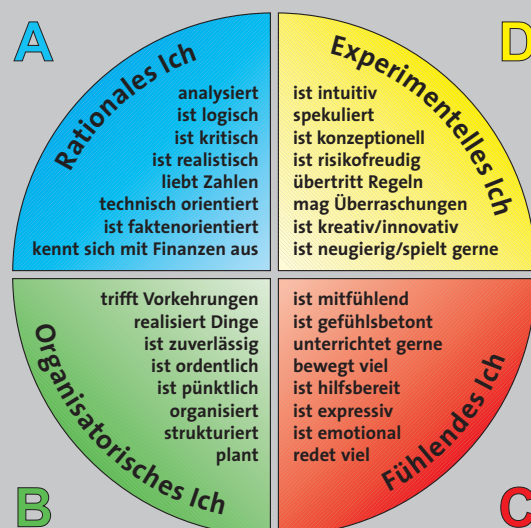 A
Rationales Ich
analysiert
ist logisch
ist kritisch
ist realistisch
liebt Zahlen
technisch orientiert
ist faktenorientiert
kennt sich mit Finanzen aus
D
Experimentelles Ich
ist intuitiv
spekuliert
ist konzeptionell
ist risikofreudig
übertritt Regeln
mag Überraschungen
ist kreativ/innovativ
ist neugierig/spielt gerne
B
Organisatorisches Ich
trifft Vorkehrungen
realisiert Dinge
ist zuverlässig
ist ordentlich
ist pünktlich
organisiert
strukturiert
plant
C
Fühlendes Ich
ist mitfühlend
ist gefühlsbetont
unterrichtet gerne
bewegt viel
ist hilfsbereit
ist expressiv
ist emotional
redet viel